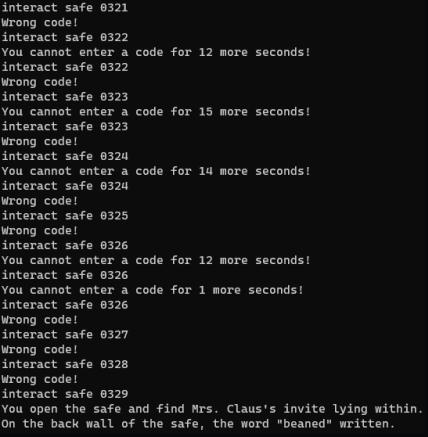 interact safe 0321
Wrong code!
interact safe 0322
You cannot enter a code for 12 more seconds!
interact safe 0322
Wrong code!
interact safe 0323
You cannot enter a code for 15 more seconds!
interact safe 0323
Wrong code!
interact safe 0324
You cannot enter a code for 14 more seconds!
interact safe 0324
Wrong code!
interact safe 0325
Wrong code!
interact safe 0326
You cannot enter a code for 12 more seconds!
interact safe 0326
You cannot enter a code for 1 more seconds!
interact safe 0326
Wrong code!
interact safe 0327
Wrong code!
interact safe 0328
Wrong code!
interact safe 0329
You open the safe and find Mrs. Claus's invite lying within.
On the back wall of the safe, the word "beaned" written.